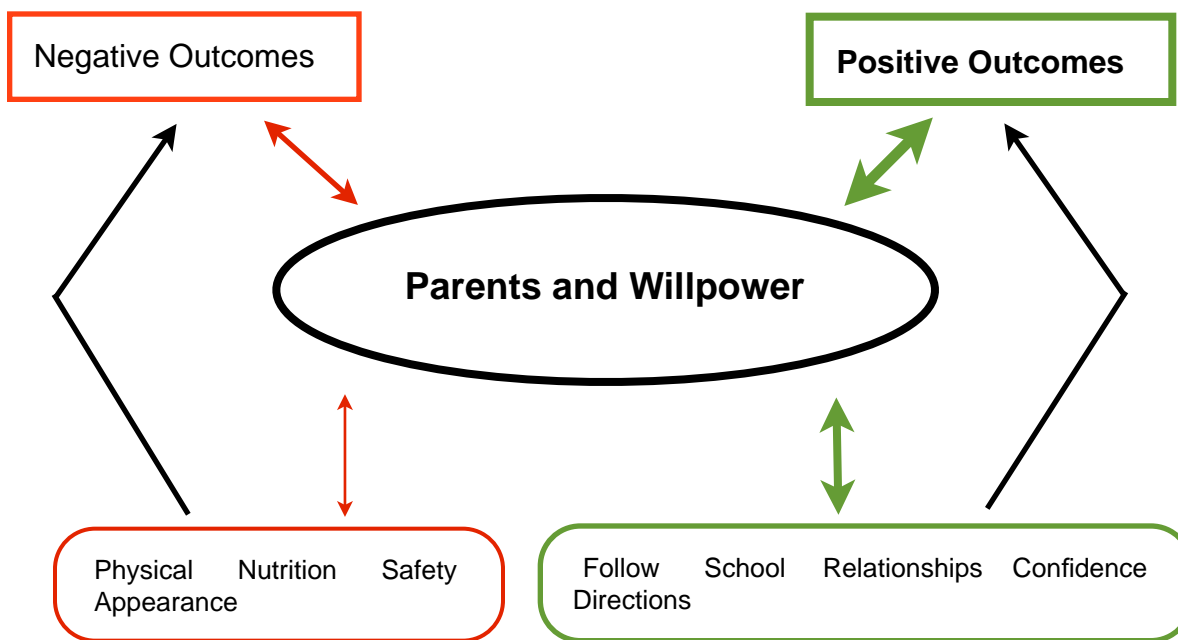 Negative Outcomes
Positive Outcomes
Parents and Willpower
Physical Nutrition Safety
Appearance
Follow School Relationships Confidence
Directions